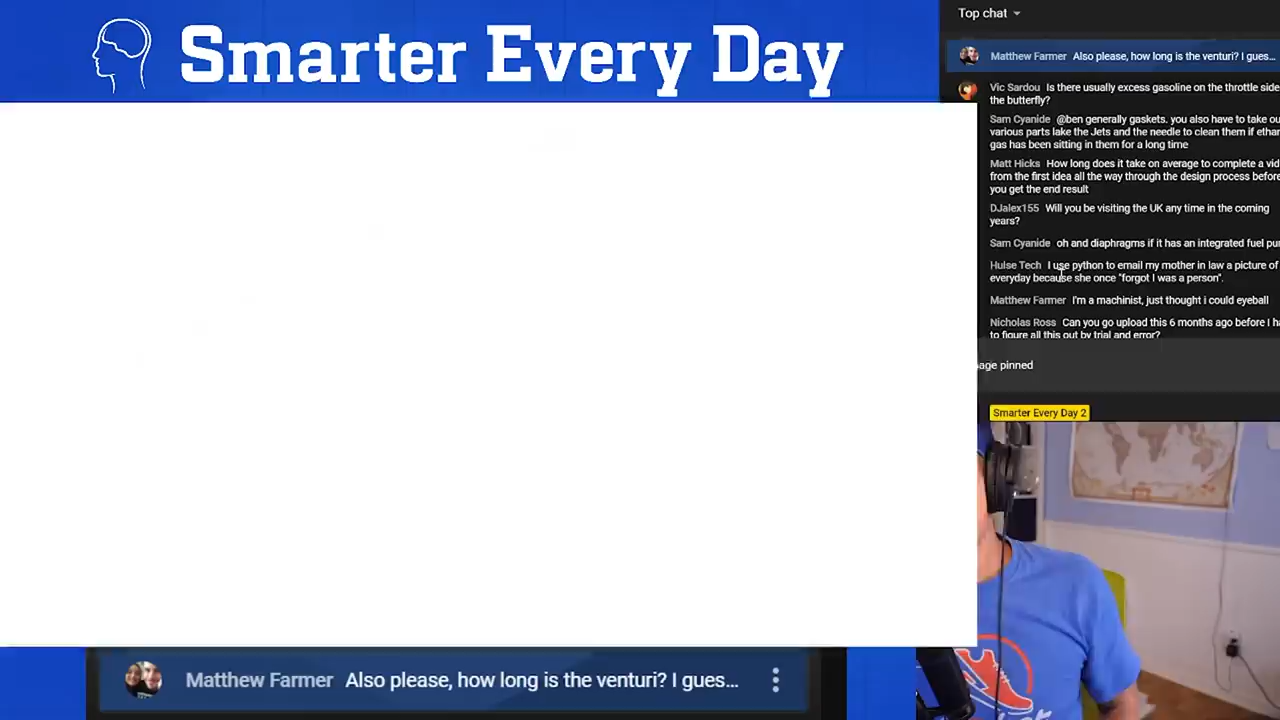 Smarter Every Day
Top chat
Matthew Farmer Also please, how long is the venturi? I gues...
Vic Sardou Is there usually excess gasoline on the throttle side
the butterfly?
Sam Cyanide @ben generally gaskets. you also have to take ou
various parts lake the Jets and the needle to clean them if ethan
gas has been sitting in them for a long time
Matt Hicks How long does it take on average to complete a vid
from the first idea all the way through the design process before
you get the end result
DJalex155 Will you be visiting the UK any time in the coming
years?
Sam Cyanide oh and diaphragms if it has an integrated fuel pu
Hulse Tech I use python to email my mother in law a picture of
everyday because she once "forgot I was a person".
Matthew Farmer I'm a machinist, just thought i could eyeball
Nicholas Ross Can you go upload this 6 months ago before I ha
to figure all this out by trial and error?
age pinned
Smarter Every Day 2
Matthew Farmer Also please, how long is the venturi? I gues...